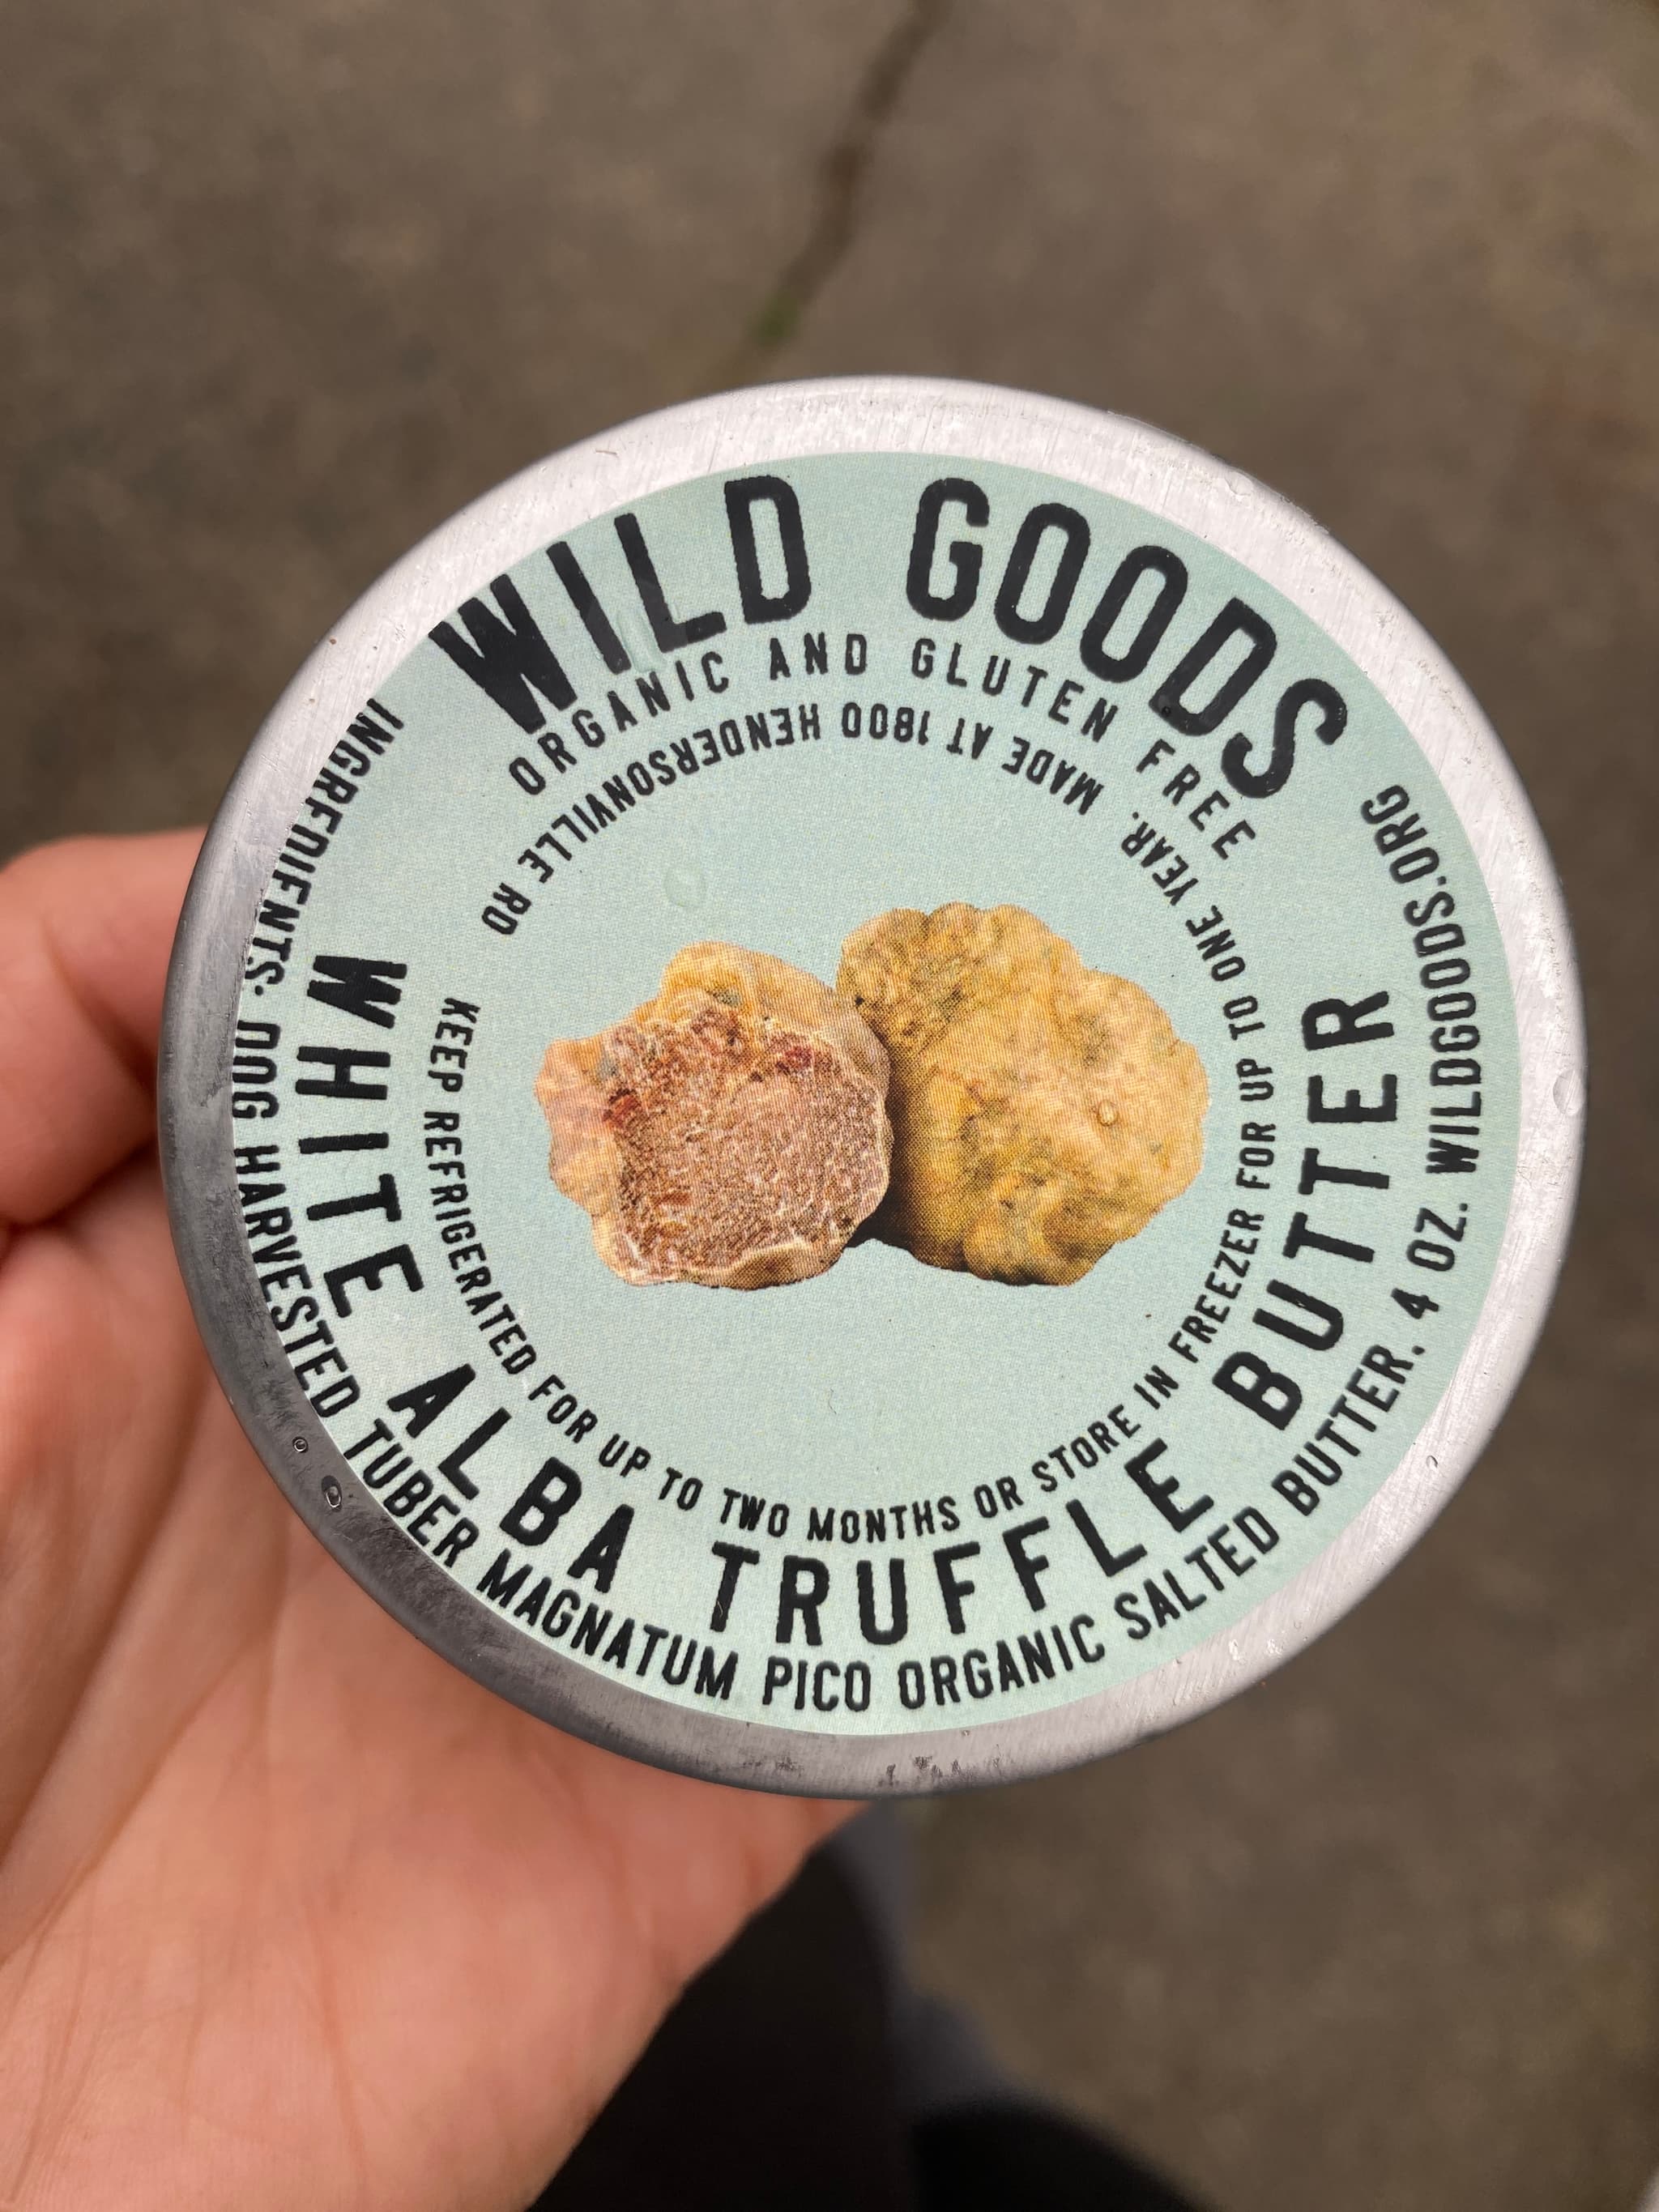 WILD GOODS
ORGANIC AND GLUTEN FREE
WHITE ALBA TRUFFLE BUTTER
INGREDIENTS: DOG HARVESTED TUBER MAGNATUM PICO ORGANIC SALTED BUTTER. 4 OZ. WILDGOODS.ORG
KEEP REFRIGERATED FOR UP TO TWO MONTHS OR STORE IN FREEZER FOR UP TO ONE YEAR. MADE AT 1800 HENDERSONVILLE RD